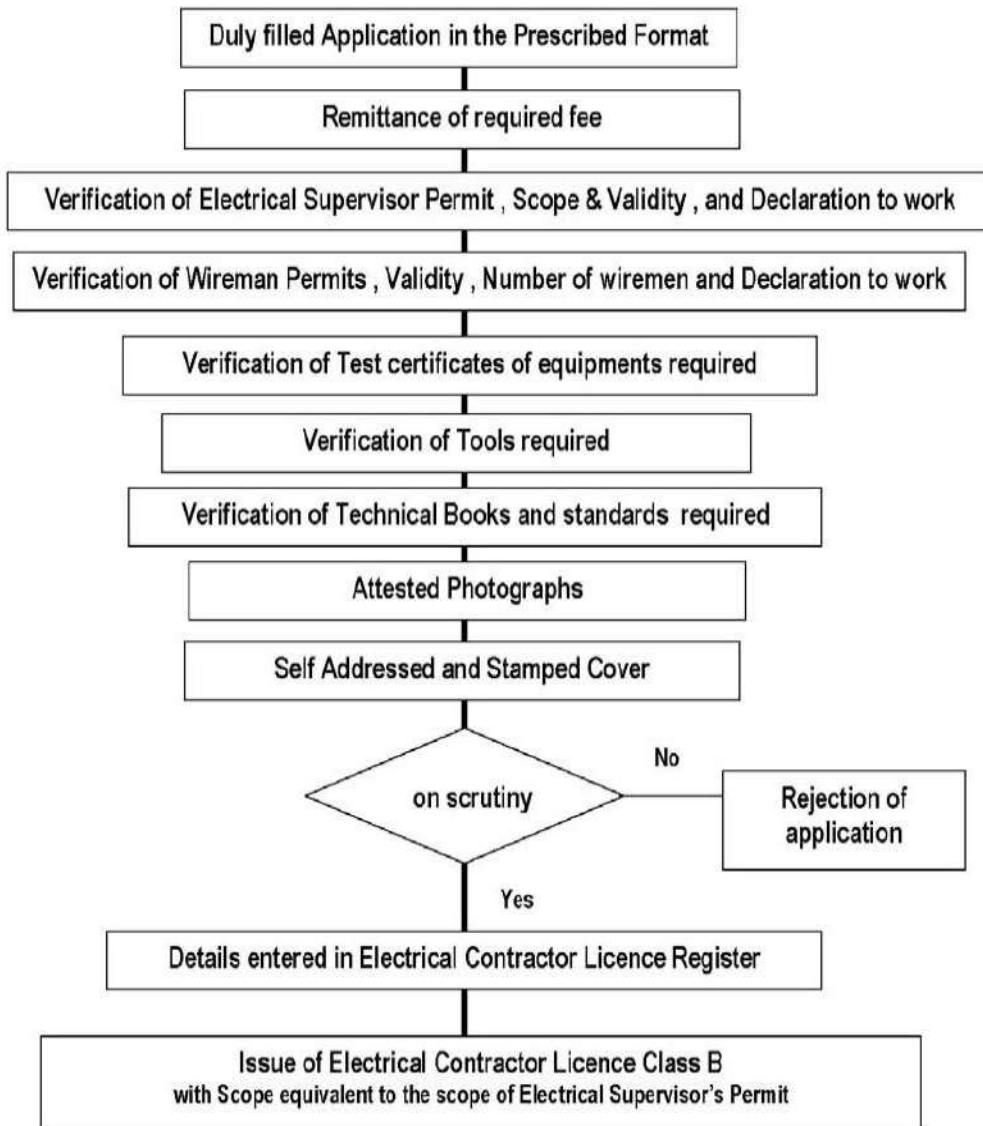 Duly filled Application in the Prescribed Format
Remittance of required fee
Verification of Electrical Supervisor Permit , Scope & Validity , and Declaration to work
Verification of Wireman Permits , Validity , Number of wiremen and Declaration to work
Verification of Test certificates of equipments required
Verification of Tools required
Verification of Technical Books and standards required
Attested Photographs
Self Addressed and Stamped Cover
on scrutiny
No
Rejection of
application
Yes
Details entered in Electrical Contractor Licence Register
Issue of Electrical Contractor Licence Class B
with Scope equivalent to the scope of Electrical Supervisor's Permit